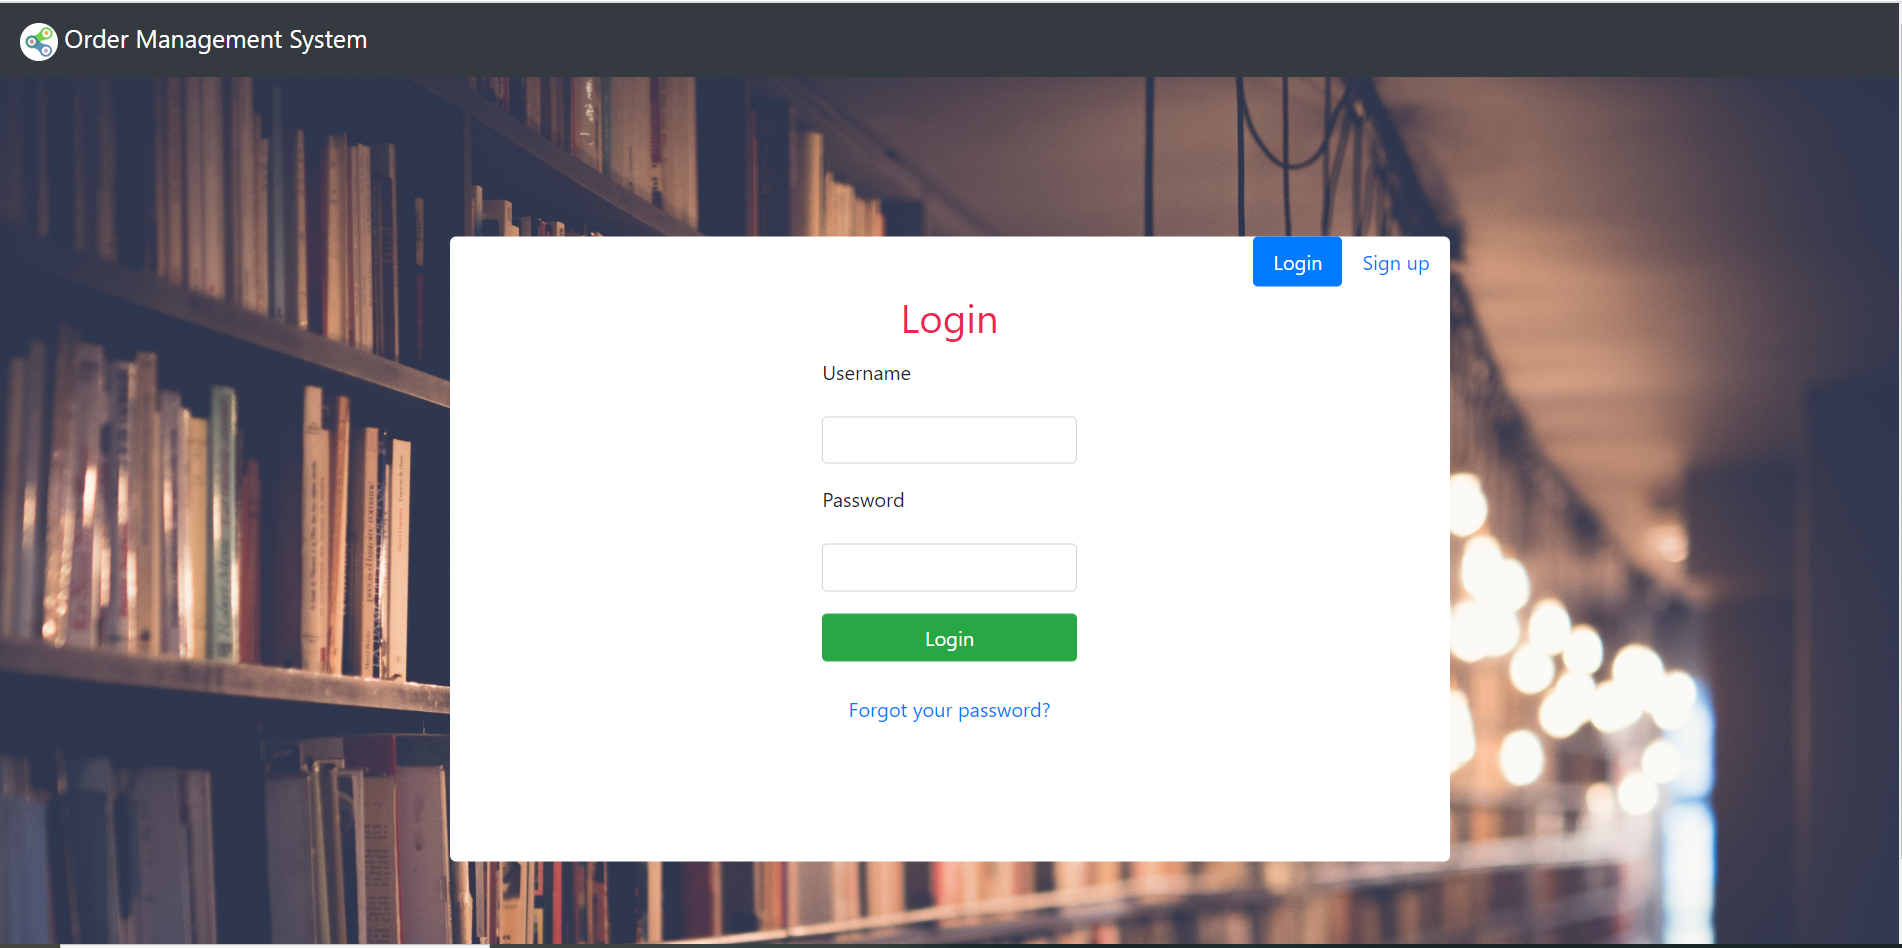 Order Management System
Login Sign up
Login
Username
Password
Login
Forgot your password?